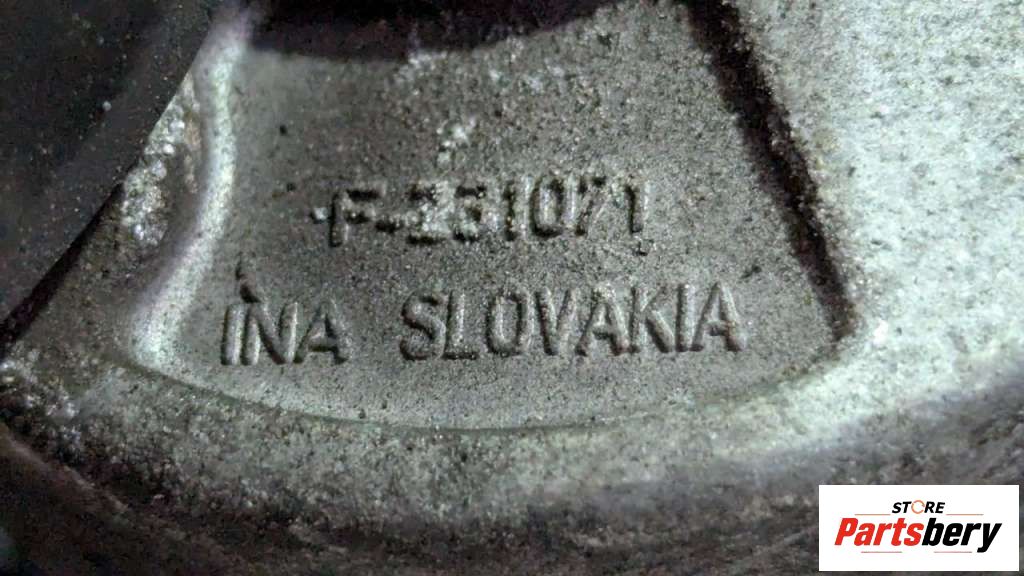 F-231071
INA SLOVAKIA
STORE
Partsbery